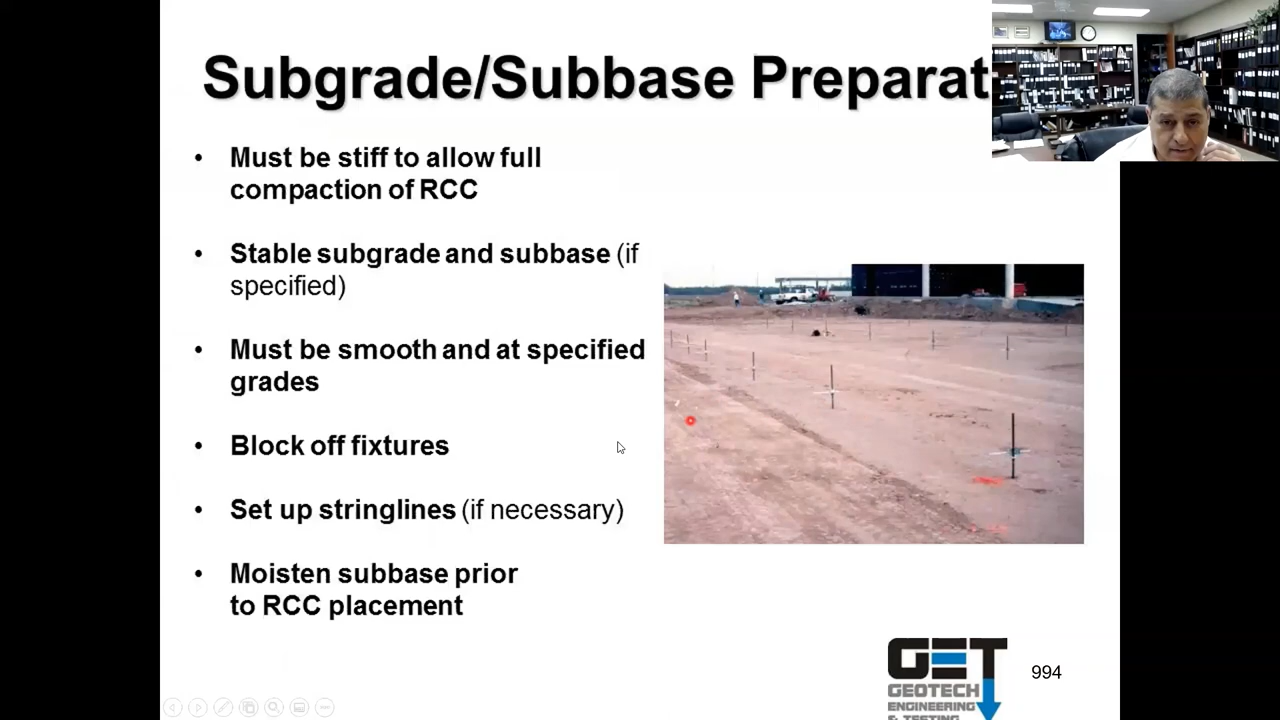 Subgrade/Subbase Preparat
• Must be stiff to allow full
compaction of RCC
• Stable subgrade and subbase (if
specified)
• Must be smooth and at specified
grades
• Block off fixtures
• Set up stringlines (if necessary)
• Moisten subbase prior
to RCC placement
GET
GEOTECH
ENGINEERING
& TESTING
994